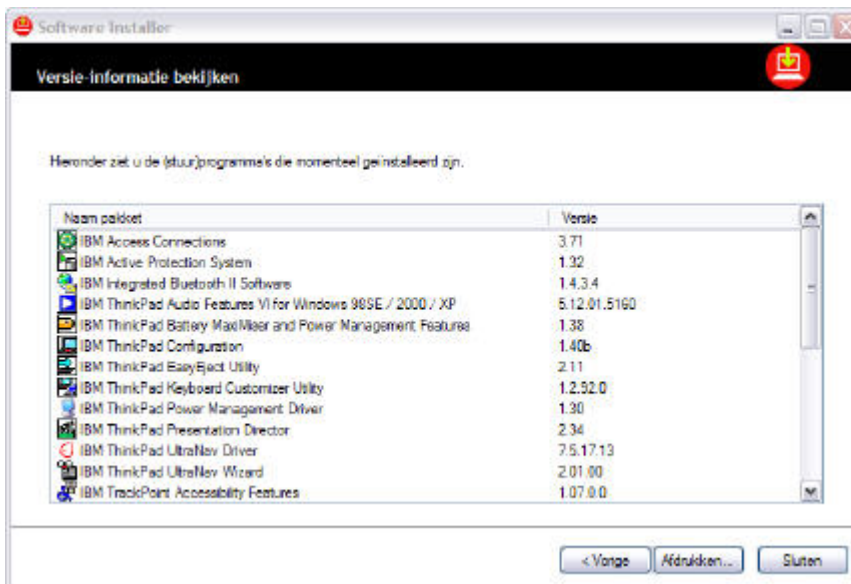 Software Installer
Versie-informatie bekijken
Hieronder ziet u de (stuur)programma's die momenteel geïnstalleerd zijn.
Naam pakket Versie
IBM Access Connections 3.71
IBM Active Protection System 1.32
IBM Integrated Bluetooth II Software 1.4.3.4
IBM ThinkPad Audio Features VI for Windows 98SE / 2000 / XP 5.12.01.5160
IBM ThinkPad Battery MaxiMiser and Power Management Features 1.38
IBM ThinkPad Configuration 1.40b
IBM ThinkPad EasyEject Utility 2.11
IBM ThinkPad Keyboard Customizer Utility 1.2.92.0
IBM ThinkPad Power Management Driver 1.30
IBM ThinkPad Presentation Director 2.34
IBM ThinkPad UltraNav Driver 7.5.17.13
IBM ThinkPad UltraNav Wizard 2.01.00
IBM TrackPoint Accessibility Features 1.07.0.0
< Vorige Afdrukken... Sluiten